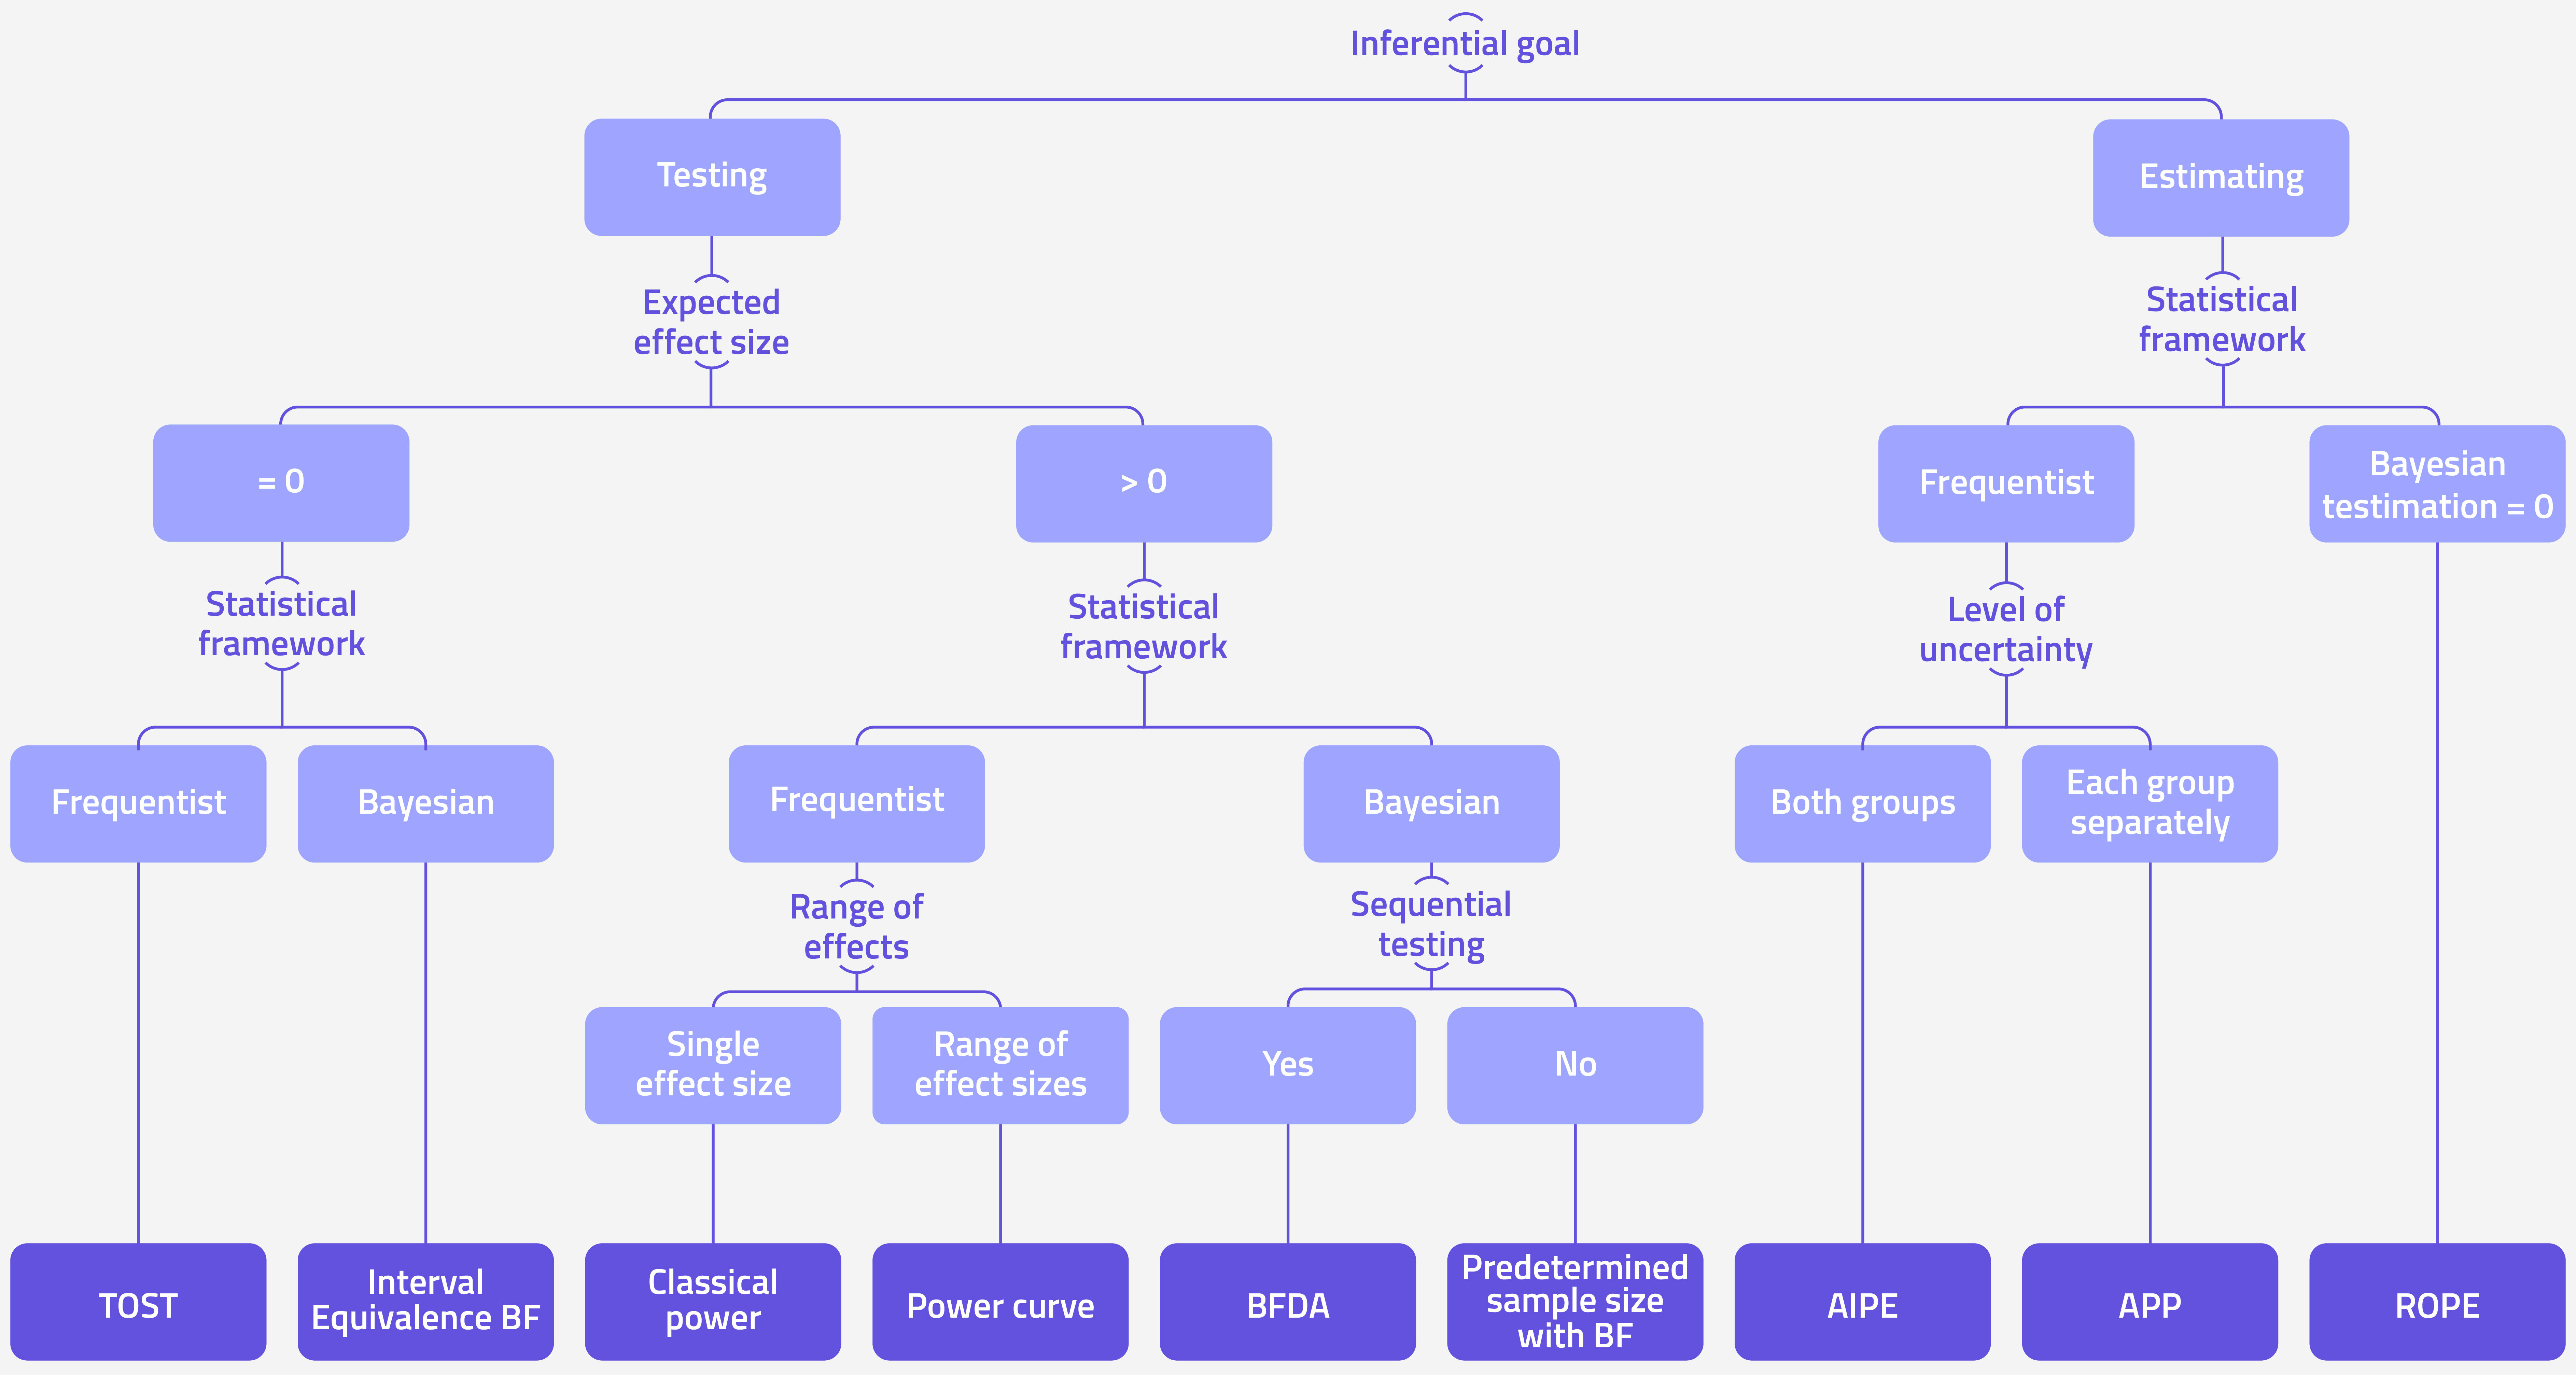 Inferential goal
Testing
Estimating
Expected
effect size
Statistical
framework
= 0
> 0
Frequentist
Bayesian
testimation = 0
Statistical
framework
Statistical
framework
Level of
uncertainty
Frequentist
Bayesian
Frequentist
Bayesian
Both groups
Each group
separately
Range of
effects
Sequential
testing
Single
effect size
Range of
effect sizes
Yes
No
TOST
Interval
Equivalence BF
Classical
power
Power curve
BFDA
Predetermined
sample size
with BF
AIPE
APP
ROPE